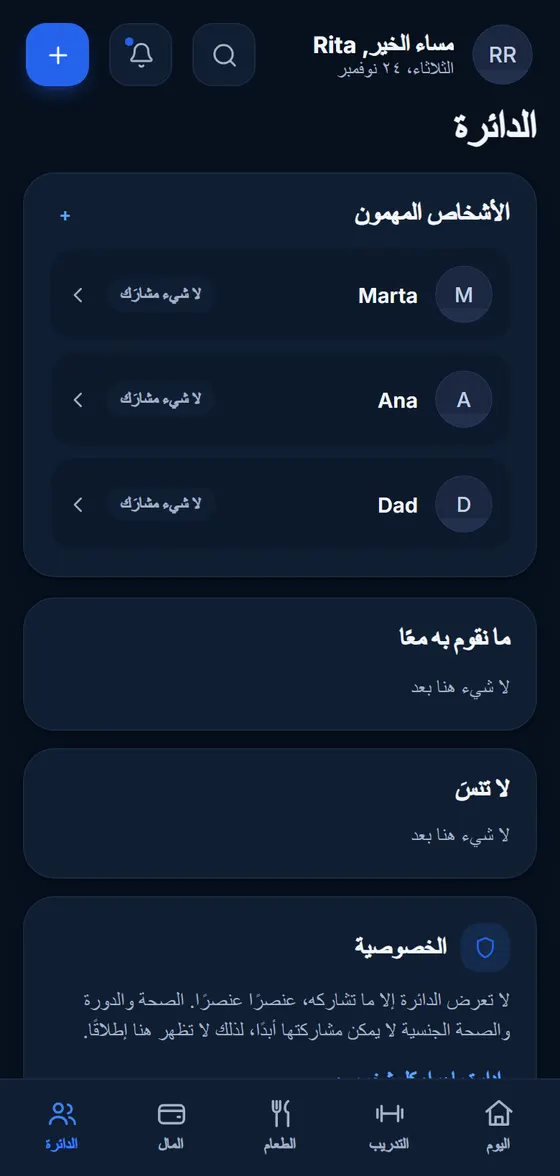 RR
مساء الخير, Rita
الثلاثاء، ٢٤ نوفمبر
الدائرة
الأشخاص المهمون
+
M
Marta
لا شيء مشارَك
A
Ana
لا شيء مشارَك
D
Dad
لا شيء مشارَك
ما نقوم به معًا
لا شيء هنا بعد
لا تنسَ
لا شيء هنا بعد
الخصوصية
لا تعرض الدائرة إلا ما تشاركه، عنصرًا عنصرًا. الصحة والدورة
والصحة الجنسية لا يمكن مشاركتها أبدًا، لذلك لا تظهر هنا إطلاقًا.
اليوم
التدريب
الطعام
المال
الدائرة